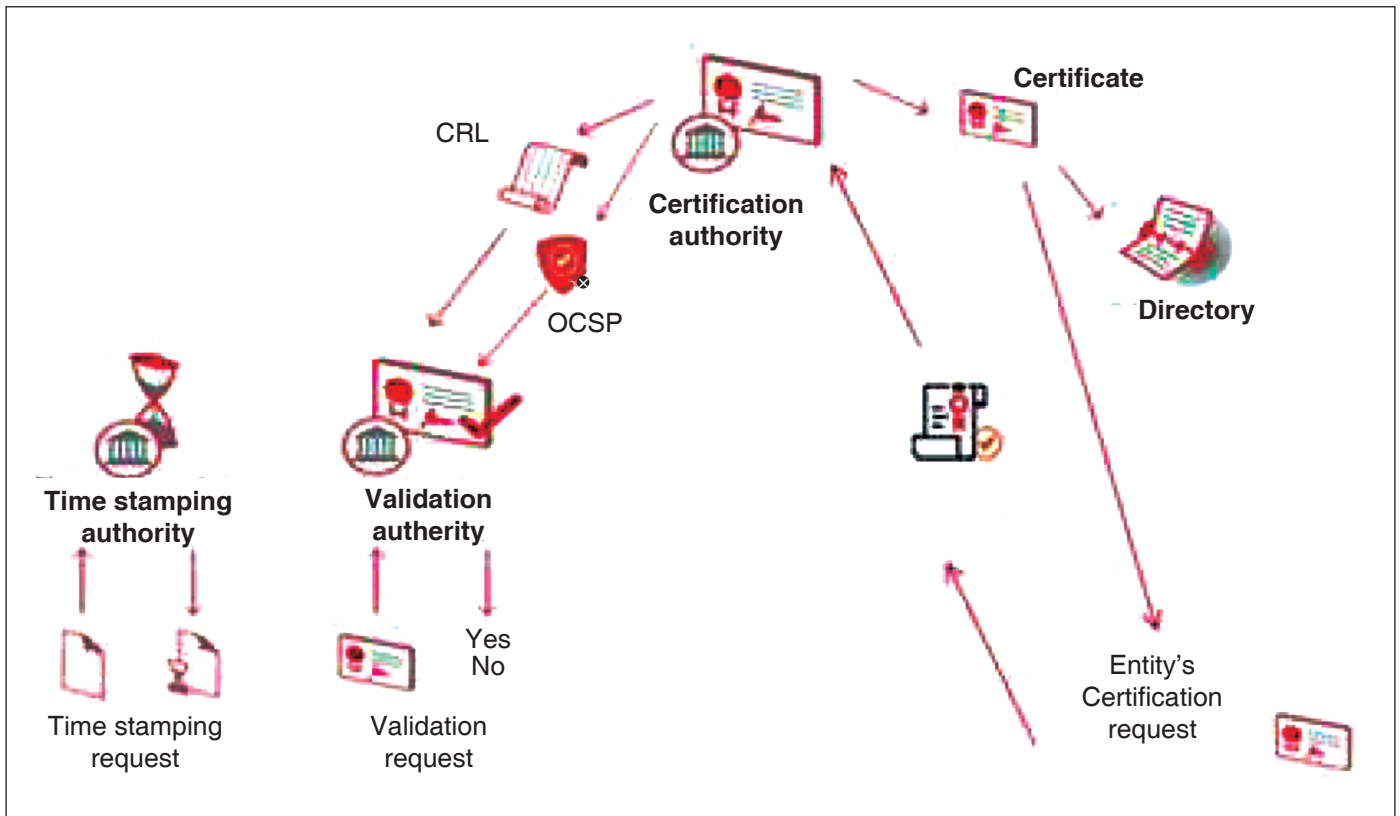 Certificate
CRL
Certification
authority
OCSP
Directory
Time stamping
authority
Validation
autherity
Yes
No
Time stamping
request
Validation
request
Entity's
Certification
request